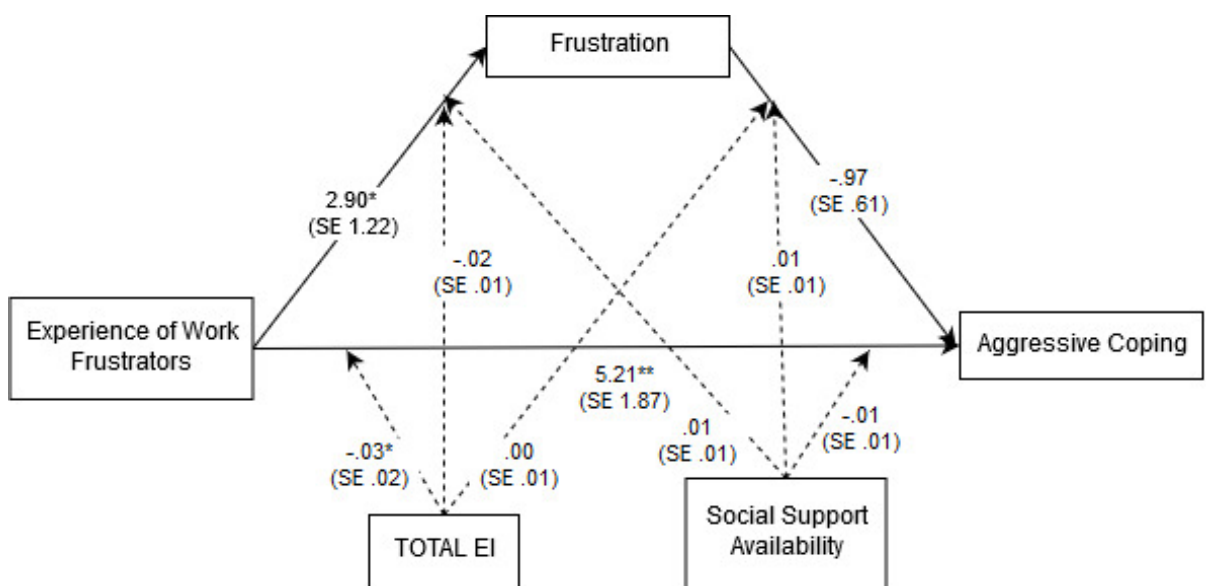 Frustration
2.90*
(SE 1.22)
-.97
(SE .61)
-.02
(SE .01)
.01
(SE .01)
Experience of Work
Frustrators
Aggressive Coping
5.21**
(SE 1.87)
-.03*
(SE .02)
.00
(SE .01)
.01
(SE .01)
-.01
(SE .01)
TOTAL EI
Social Support
Availability